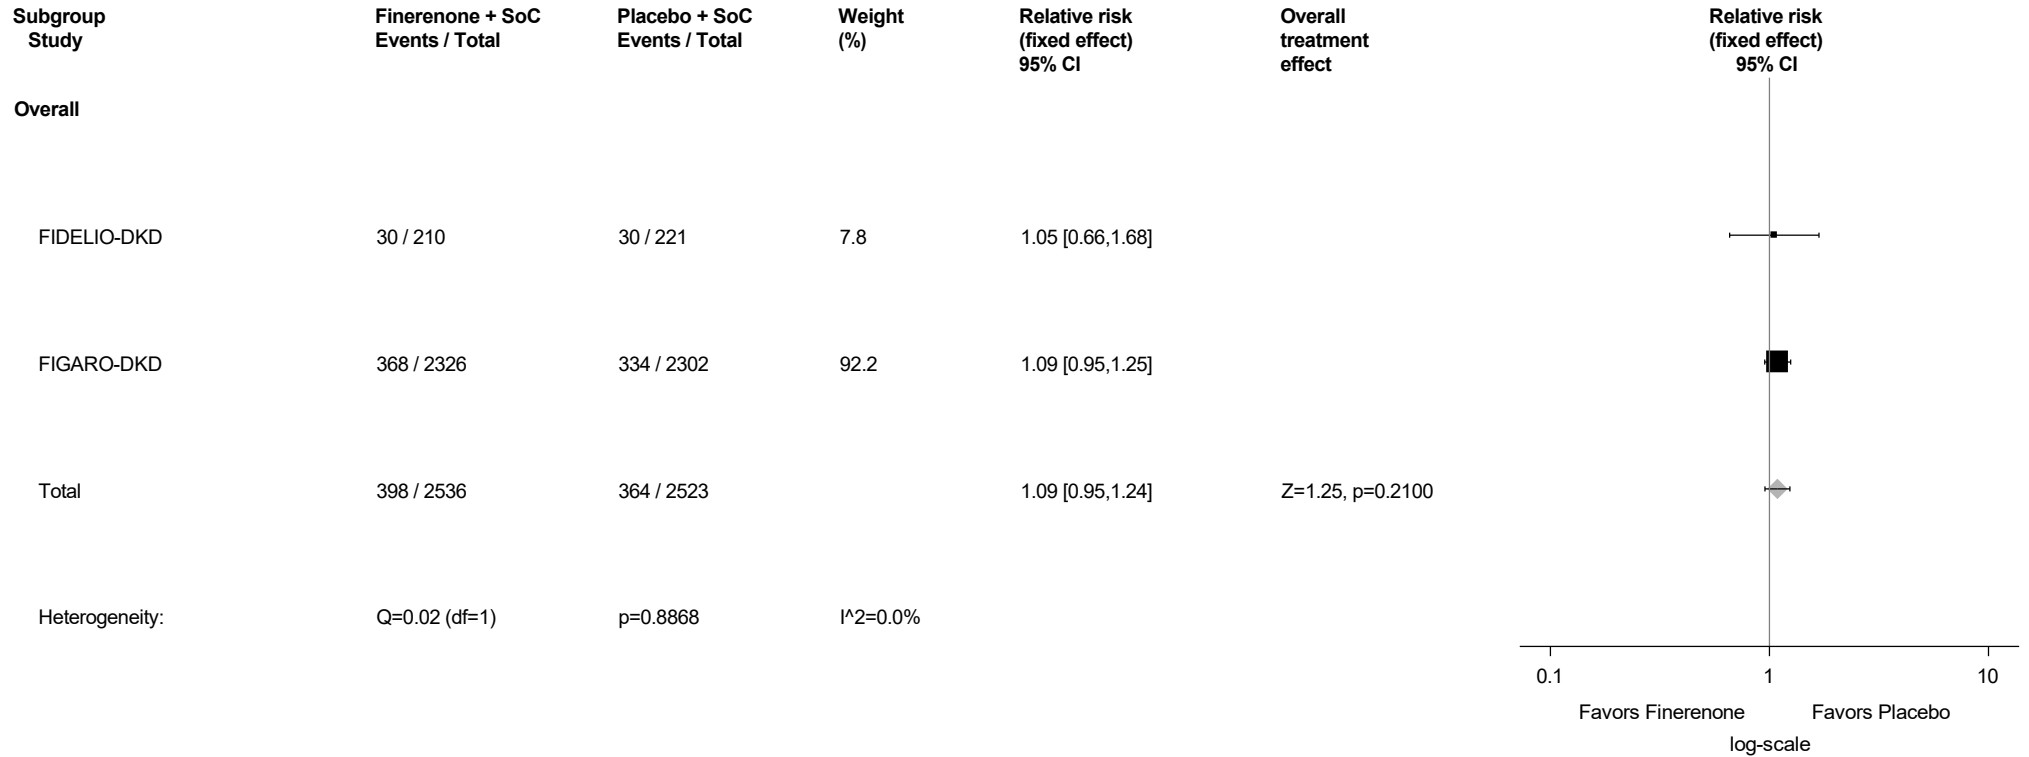 Subgroup Finerenone + SoC Placebo + SoC Weight Relative risk Overall Relative risk
Study Events / Total Events / Total (%) (fixed effect) treatment (fixed effect)
95% CI effect 95% CI
Overall
FIDELIO-DKD 30 / 210 30 / 221 7.8 1.05 [0.66,1.68]
FIGARO-DKD 368 / 2326 334 / 2302 92.2 1.09 [0.95,1.25]
Total 398 / 2536 364 / 2523 1.09 [0.95,1.24] Z=1.25, p=0.2100
Heterogeneity: Q=0.02 (df=1) p=0.8868 I^2=0.0%
0.1 1 10
Favors Finerenone Favors Placebo
log-scale